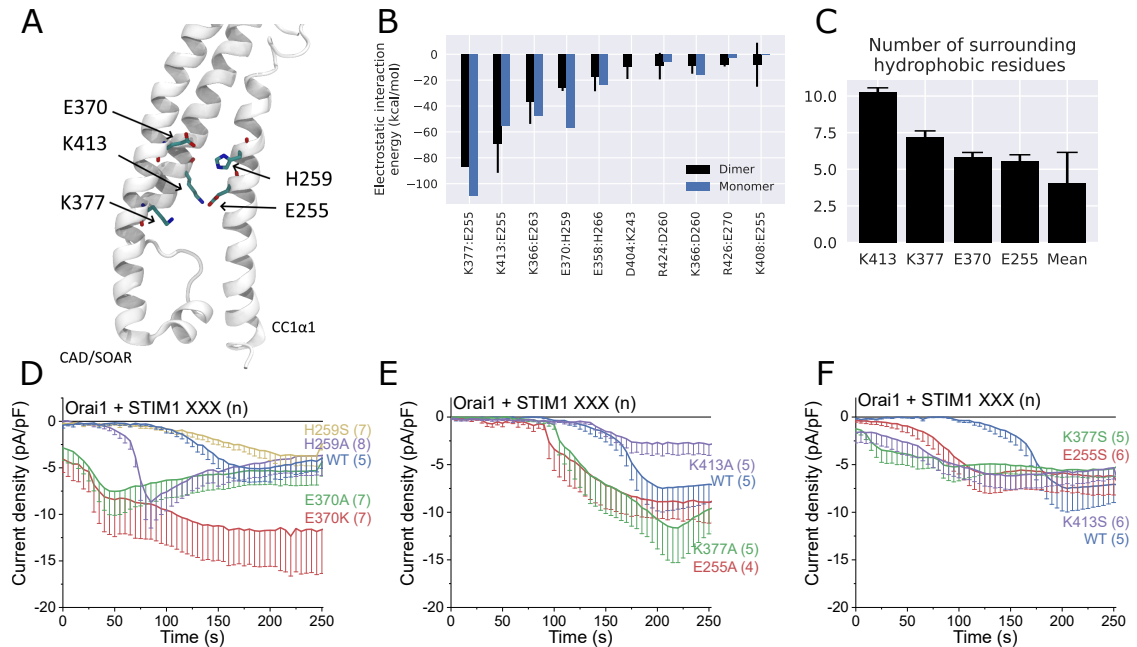 A
E370
K413
K377
H259
E255
CC1α1
CAD/SOAR
B
Electrostatic interaction
energy (kcal/mol)
0
−20
−40
−60
−80
−100
Dimer
Monomer
K377:E255
K413:E255
K366:E263
E370:H259
E358:H266
D404:K243
R424:D260
K366:D260
R426:E270
K408:E255
C
Number of surrounding
hydrophobic residues
10.0
7.5
5.0
2.5
0.0
K413 K377 E370 E255 Mean
D
Orai1 + STIM1 XXX (n)
Current density (pA/pF)
0
-5
-10
-15
-20
H259S (7)
H259A (8)
WT (5)
E370A (7)
E370K (7)
0 50 100 150 200 250
Time (s)
E
Orai1 + STIM1 XXX (n)
Current density (pA/pF)
0
-5
-10
-15
-20
K413A (5)
WT (5)
K377A (5)
E255A (4)
0 50 100 150 200 250
Time (s)
F
Orai1 + STIM1 XXX (n)
Current density (pA/pF)
0
-5
-10
-15
-20
K377S (5)
E255S (6)
K413S (6)
WT (5)
0 50 100 150 200 250
Time (s)